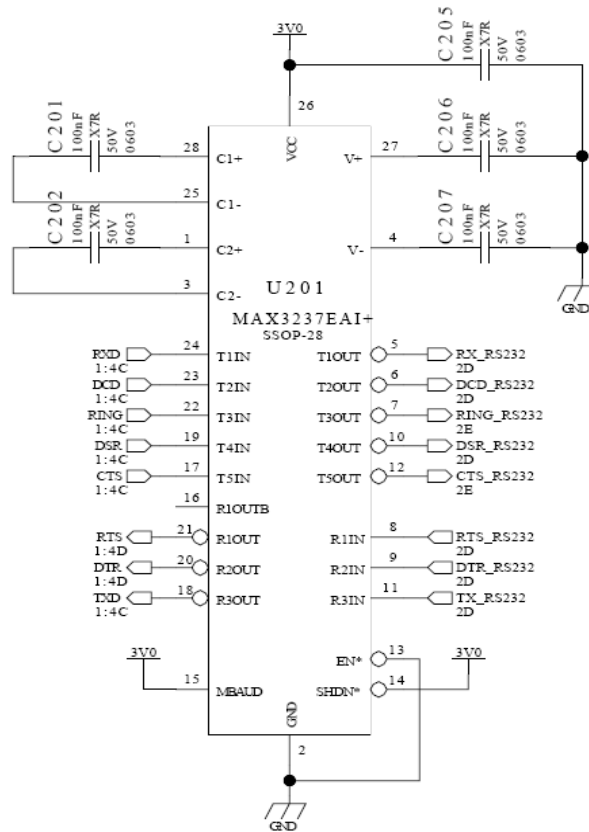 3V0
C205
100nF
X7R
50V
0603
26
VCC
C201
100nF
X7R
50V
0603
28
C1+
V+
27
C206
100nF
X7R
50V
0603
25
C1-
C202
100nF
X7R
50V
0603
1
C2+
V-
4
C207
100nF
X7R
50V
0603
3
C2-
GND
U201
MAX3237EAI+
SSOP-28
RXD 24 T1IN T1OUT 5 RX_RS232
1:4C 2D
DCD 23 T2IN T2OUT 6 DCD_RS232
1:4C 2D
RING 22 T3IN T3OUT 7 RING_RS232
1:4C 2E
DSR 19 T4IN T4OUT 10 DSR_RS232
1:4C 2D
CTS 17 T5IN T5OUT 12 CTS_RS232
1:4C 2E
16 R1OUTB
RTS 21 R1OUT R1IN 8 RTS_RS232
1:4D 2D
DTR 20 R2OUT R2IN 9 DTR_RS232
1:4D 2D
TXD 18 R3OUT R3IN 11 TX_RS232
1:4C 2D
3V0 EN* 13 3V0
15 MBAUD SHDN* 14
GND
2
GND